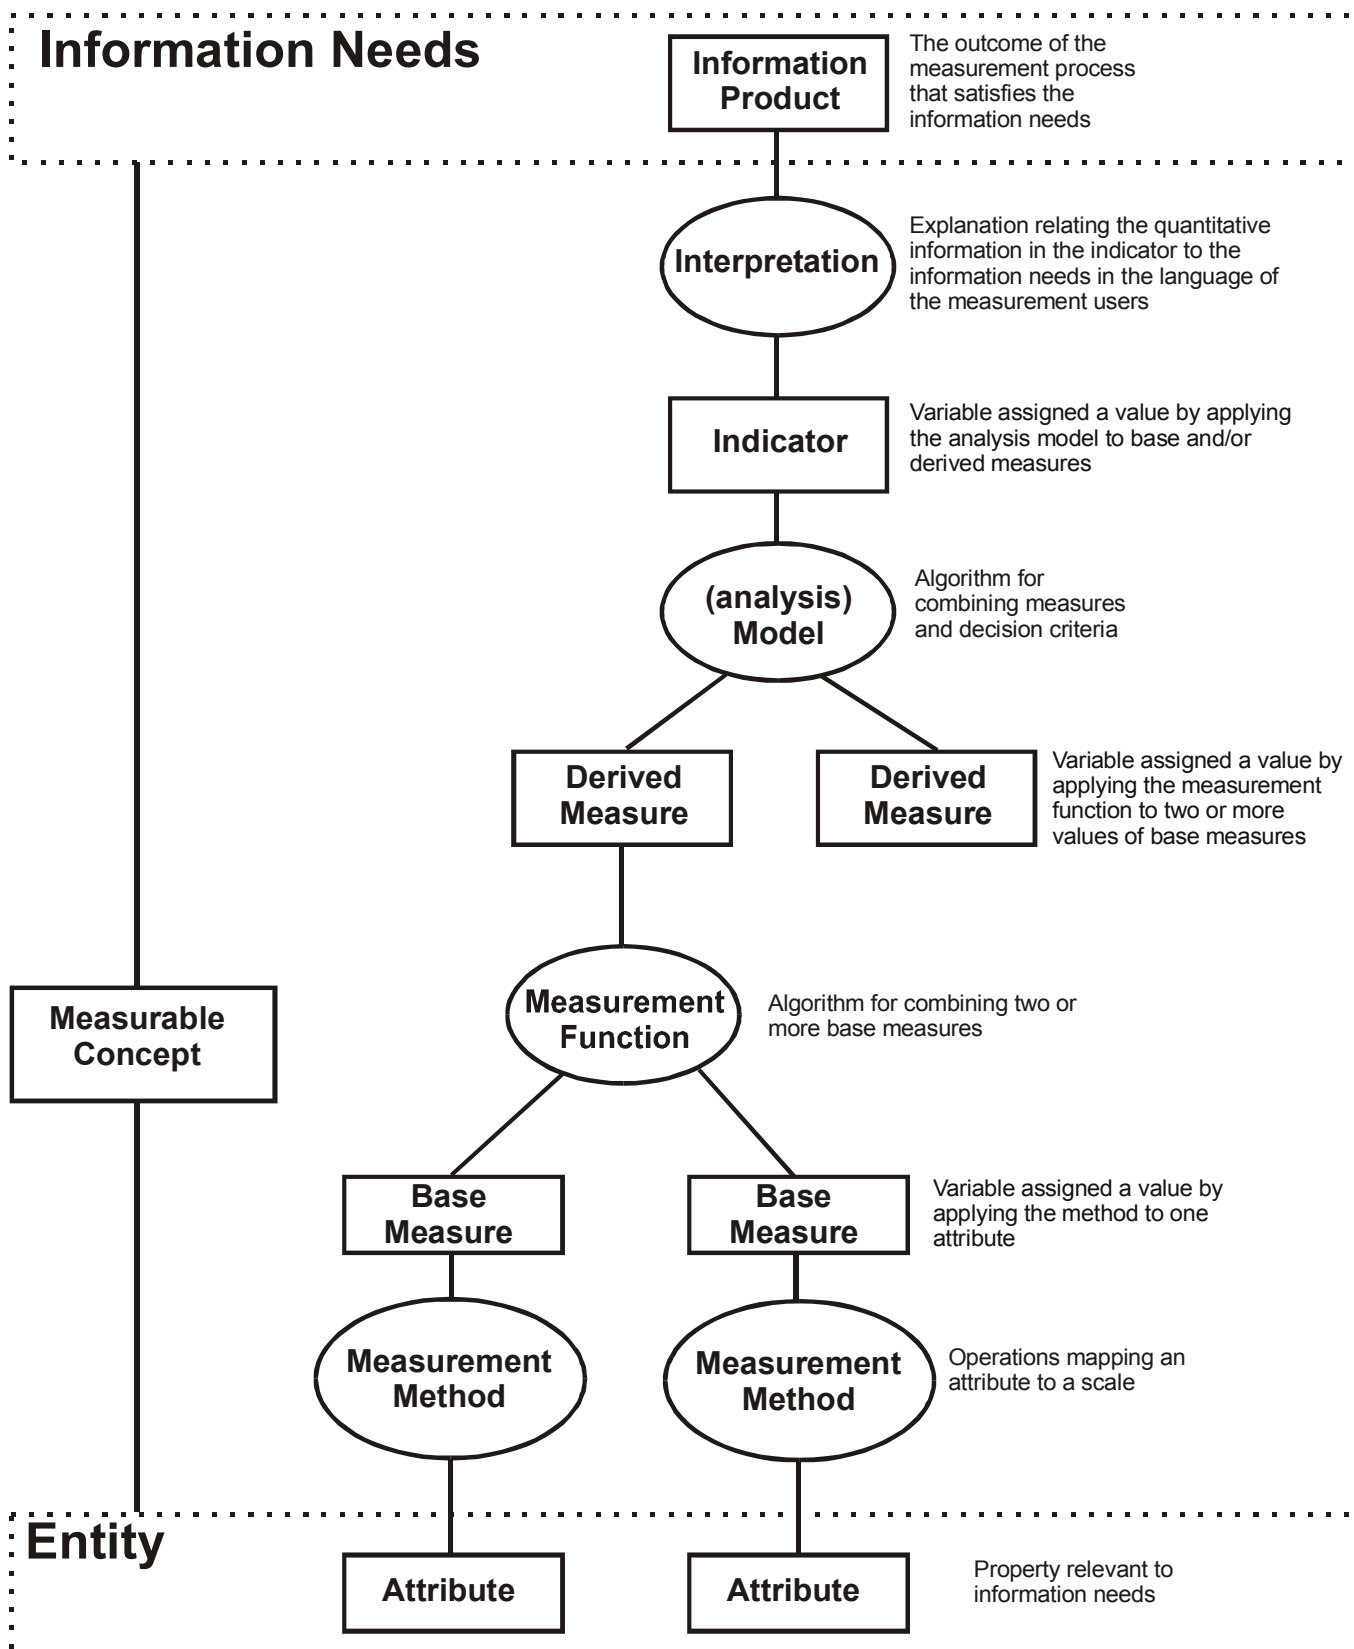 Information Needs
Information
Product
The outcome of the
measurement process
that satisfies the
information needs
Interpretation
Explanation relating the quantitative
information in the indicator to the
information needs in the language of
the measurement users
Indicator
Variable assigned a value by applying
the analysis model to base and/or
derived measures
(analysis)
Model
Algorithm for
combining measures
and decision criteria
Derived
Measure
Derived
Measure
Variable assigned a value by
applying the measurement
function to two or more
values of base measures
Measurable
Concept
Measurement
Function
Algorithm for combining two or
more base measures
Base
Measure
Base
Measure
Variable assigned a value by
applying the method to one
attribute
Measurement
Method
Measurement
Method
Operations mapping an
attribute to a scale
Entity
Attribute
Attribute
Property relevant to
information needs